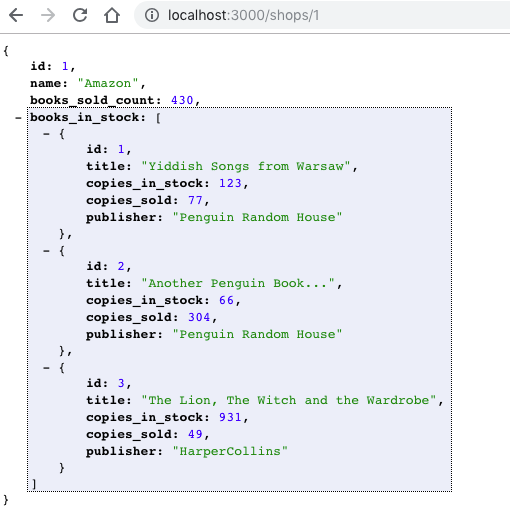 localhost:3000/shops/1
{
id: 1,
name: "Amazon",
books_sold_count: 430,
- books_in_stock: [
- {
id: 1,
title: "Yiddish Songs from Warsaw",
copies_in_stock: 123,
copies_sold: 77,
publisher: "Penguin Random House"
},
- {
id: 2,
title: "Another Penguin Book...",
copies_in_stock: 66,
copies_sold: 304,
publisher: "Penguin Random House"
},
- {
id: 3,
title: "The Lion, The Witch and the Wardrobe",
copies_in_stock: 931,
copies_sold: 49,
publisher: "HarperCollins"
}
]
}